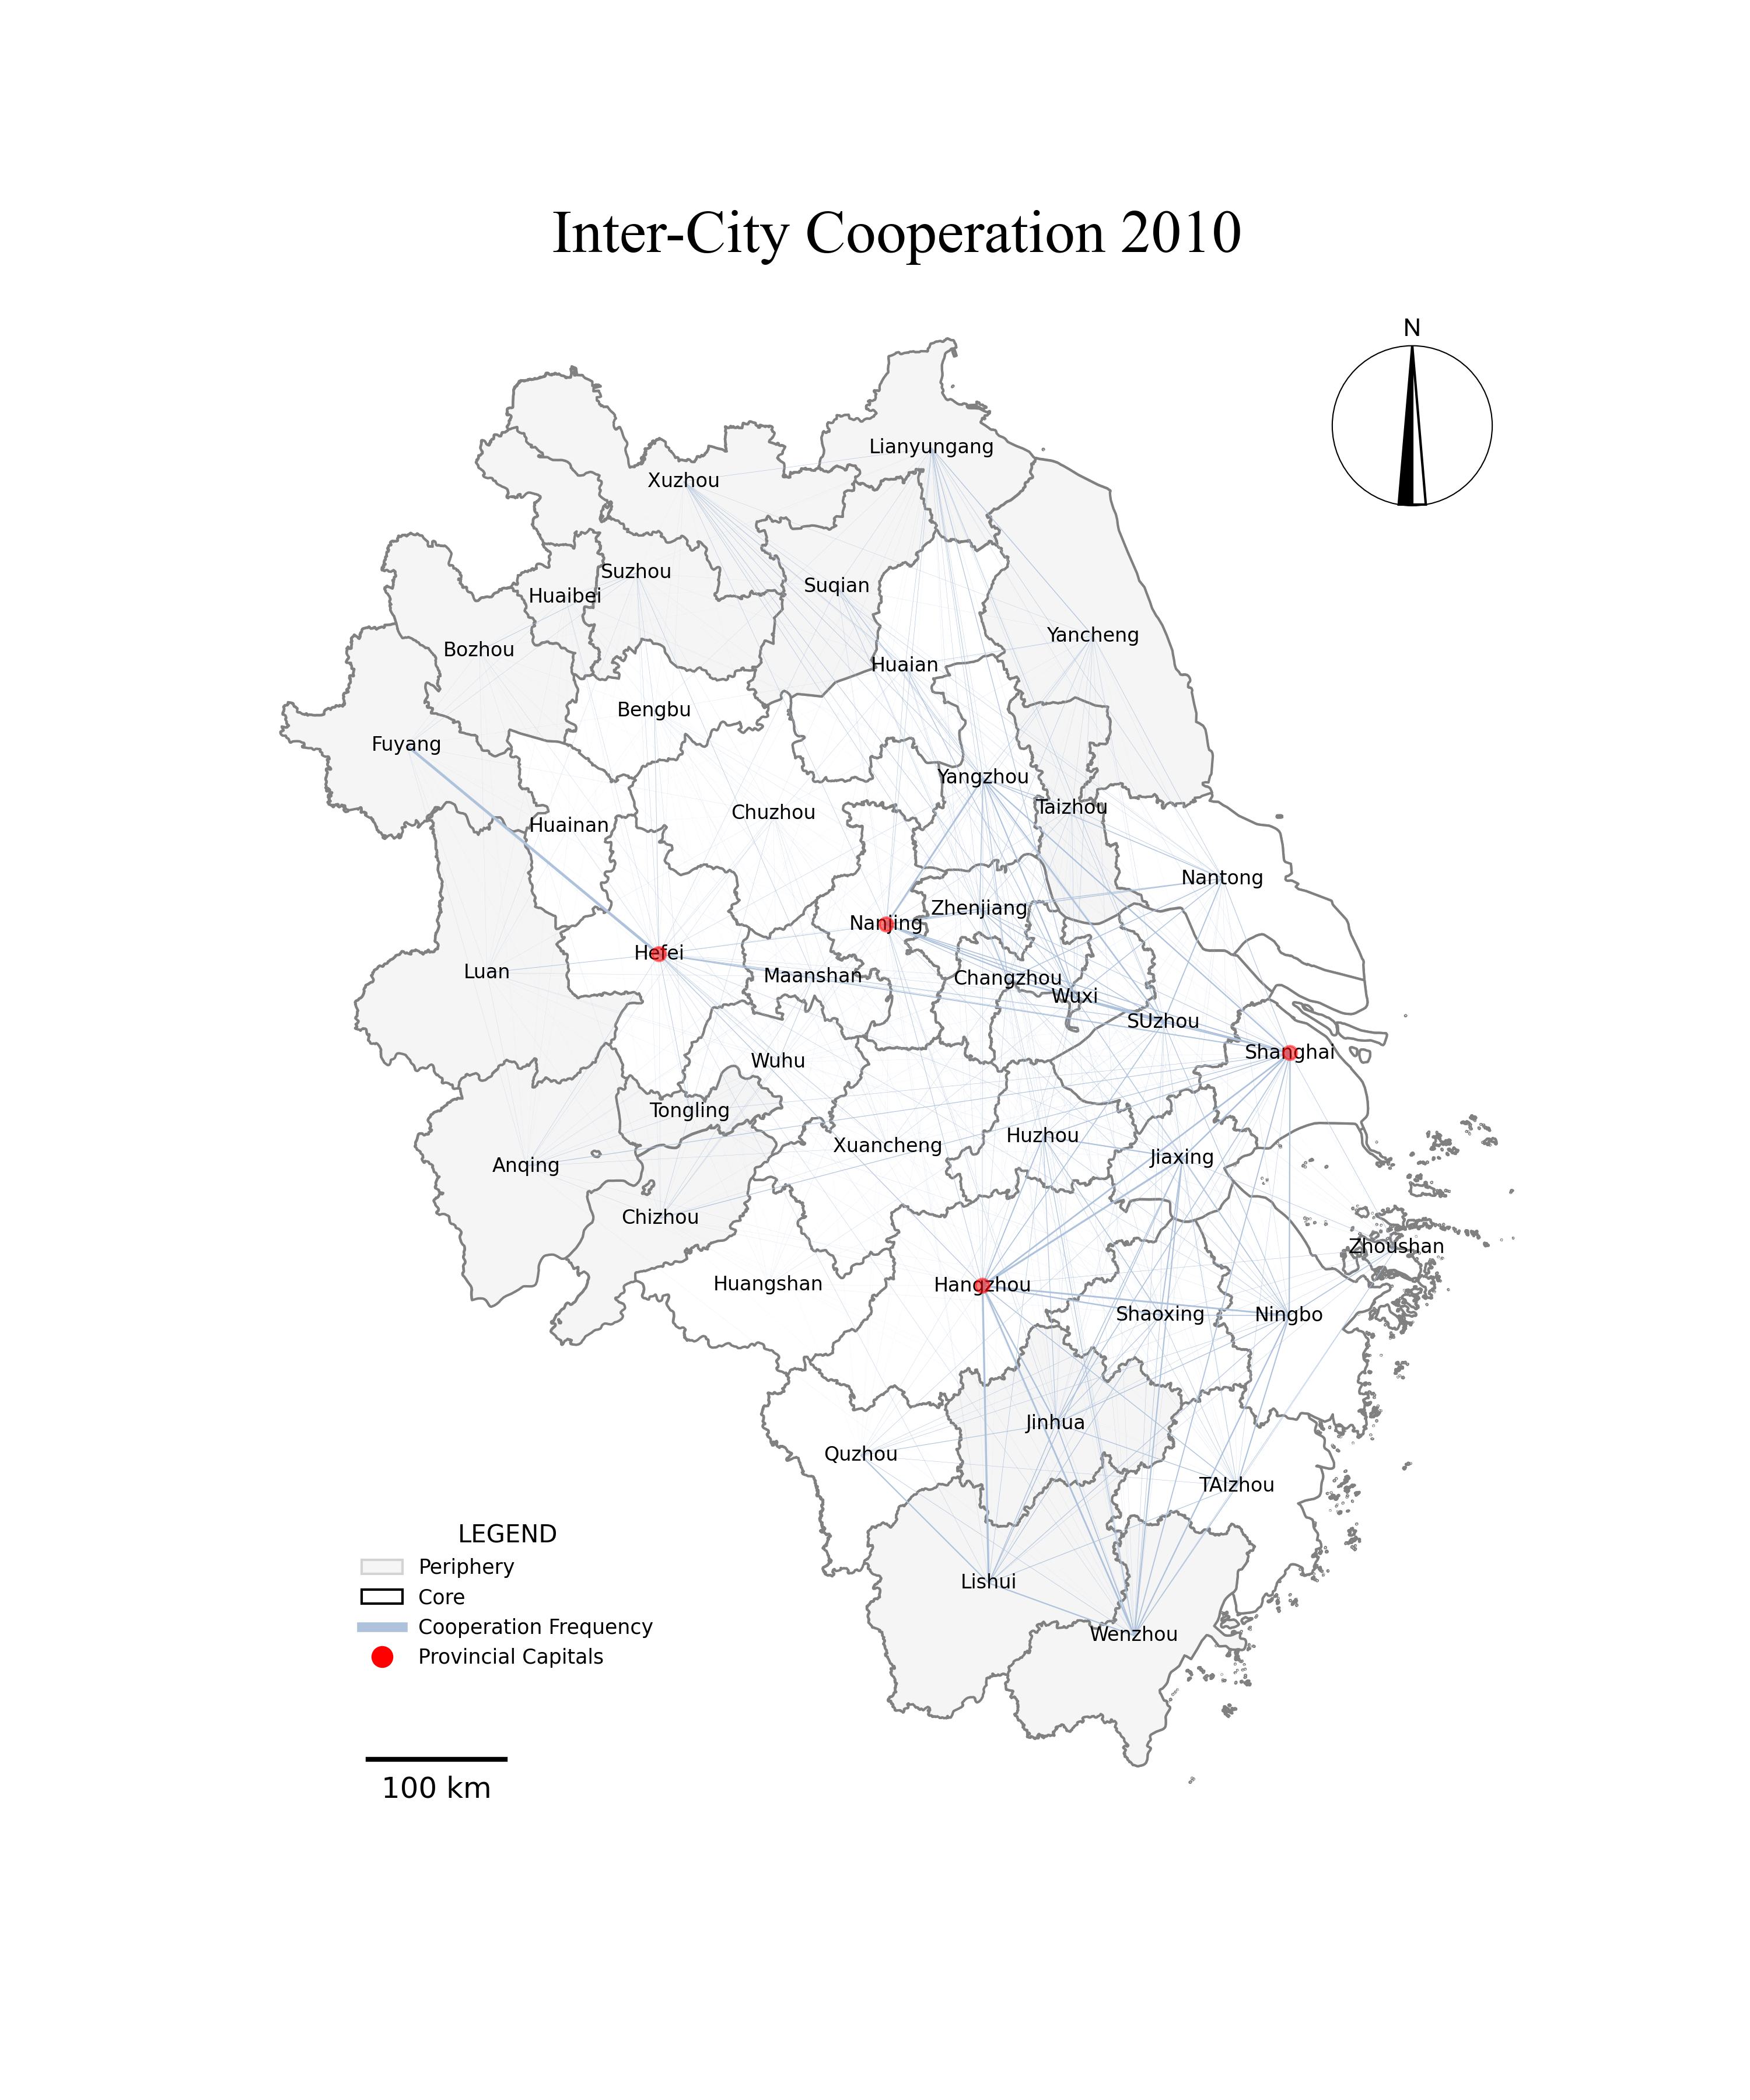 Inter-City Cooperation 2010
N
Lianyungang
Xuzhou
Suzhou
Suqian
Huaibei
Yancheng
Bozhou
Huaian
Bengbu
Fuyang
Yangzhou
Taizhou
Chuzhou
Huainan
Nantong
Zhenjiang
Nanjing
Hefei
Luan
Maanshan
Changzhou
Wuxi
SUzhou
Shanghai
Wuhu
Tongling
Huzhou
Xuancheng
Jiaxing
Anqing
Chizhou
Zhoushan
Huangshan
Hangzhou
Shaoxing
Ningbo
Jinhua
Quzhou
TAIzhou
Lishui
Wenzhou
LEGEND
Periphery
Core
Cooperation Frequency
Provincial Capitals
100 km